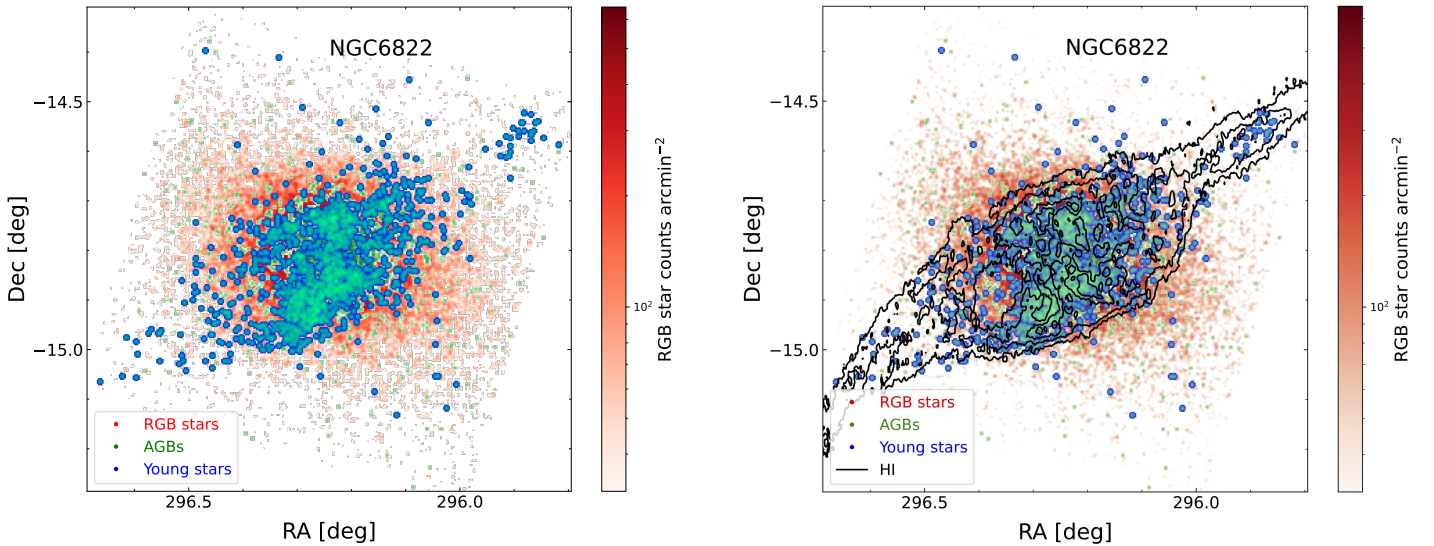 NGC6822
−14.5
−15.0
Dec [deg]
296.5
296.0
RA [deg]
RGB stars
AGBs
Young stars
10²
RGB star counts arcmin⁻²
NGC6822
−14.5
−15.0
Dec [deg]
296.5
296.0
RA [deg]
RGB stars
AGBs
Young stars
HI
10²
RGB star counts arcmin⁻²